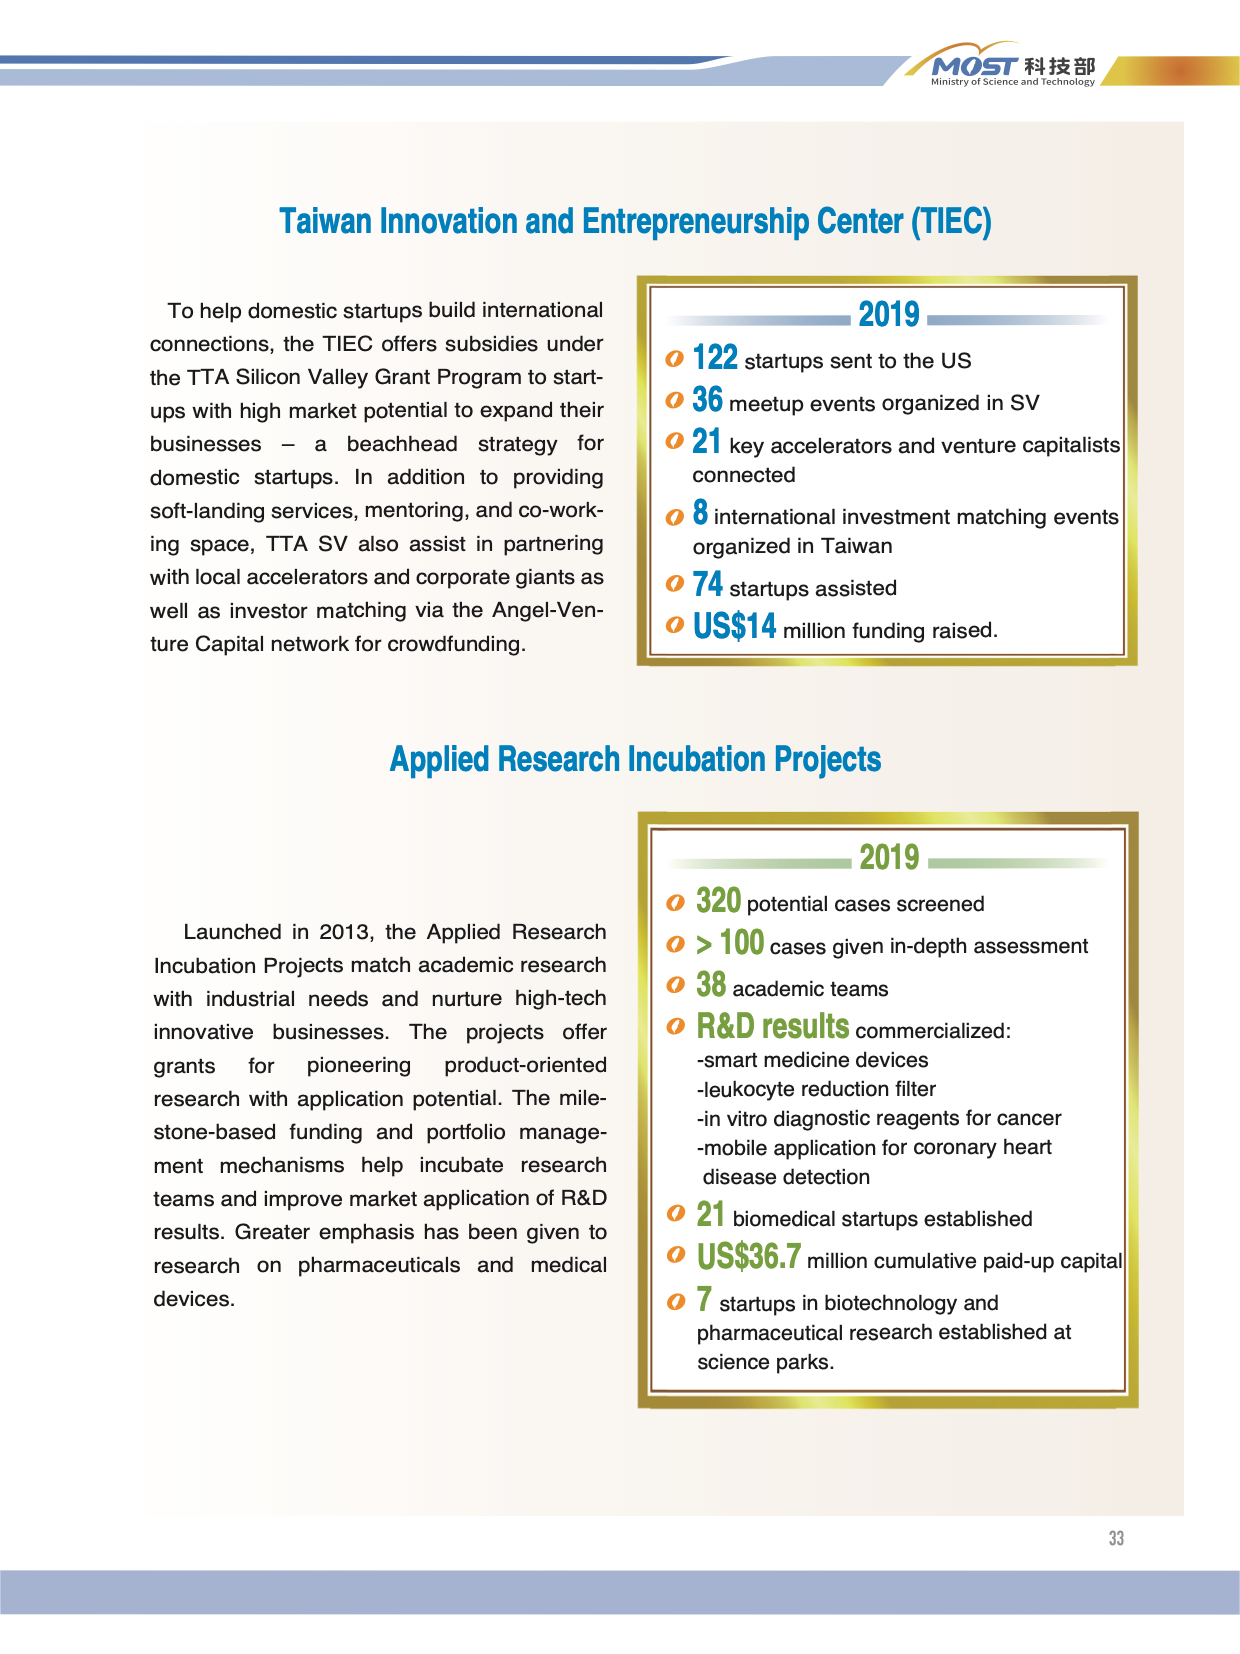 MOST 科技部
Ministry of Science and Technology
Taiwan Innovation and Entrepreneurship Center (TIEC)
To help domestic startups build international
connections, the TIEC offers subsidies under
the TTA Silicon Valley Grant Program to start-
ups with high market potential to expand their
businesses – a beachhead strategy for
domestic startups. In addition to providing
soft-landing services, mentoring, and co-work-
ing space, TTA SV also assist in partnering
with local accelerators and corporate giants as
well as investor matching via the Angel-Ven-
ture Capital network for crowdfunding.
2019
122 startups sent to the US
36 meetup events organized in SV
21 key accelerators and venture capitalists
connected
8 international investment matching events
organized in Taiwan
74 startups assisted
US$14 million funding raised.
Applied Research Incubation Projects
Launched in 2013, the Applied Research
Incubation Projects match academic research
with industrial needs and nurture high-tech
innovative businesses. The projects offer
grants for pioneering product-oriented
research with application potential. The mile-
stone-based funding and portfolio manage-
ment mechanisms help incubate research
teams and improve market application of R&D
results. Greater emphasis has been given to
research on pharmaceuticals and medical
devices.
2019
320 potential cases screened
> 100 cases given in-depth assessment
38 academic teams
R&D results commercialized:
-smart medicine devices
-leukocyte reduction filter
-in vitro diagnostic reagents for cancer
-mobile application for coronary heart
disease detection
21 biomedical startups established
US$36.7 million cumulative paid-up capital
7 startups in biotechnology and
pharmaceutical research established at
science parks.
33